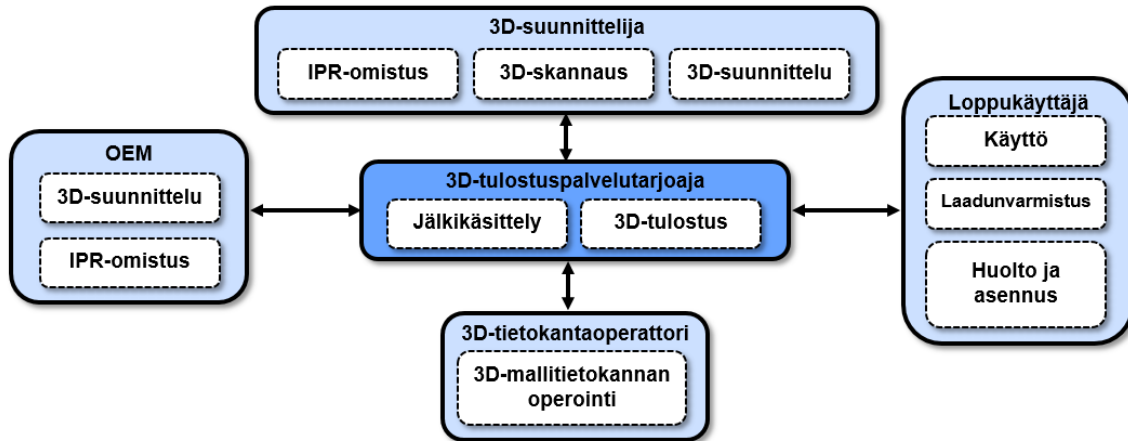 3D-suunnittelija
IPR-omistus
3D-skannaus
3D-suunnittelu
OEM
3D-suunnittelu
IPR-omistus
3D-tulostuspalvelutarjoaja
Jälkikäsittely
3D-tulostus
Loppukäyttäjä
Käyttö
Laadunvarmistus
Huolto ja
asennus
3D-tietokantaoperattori
3D-mallitietokannan
operointi